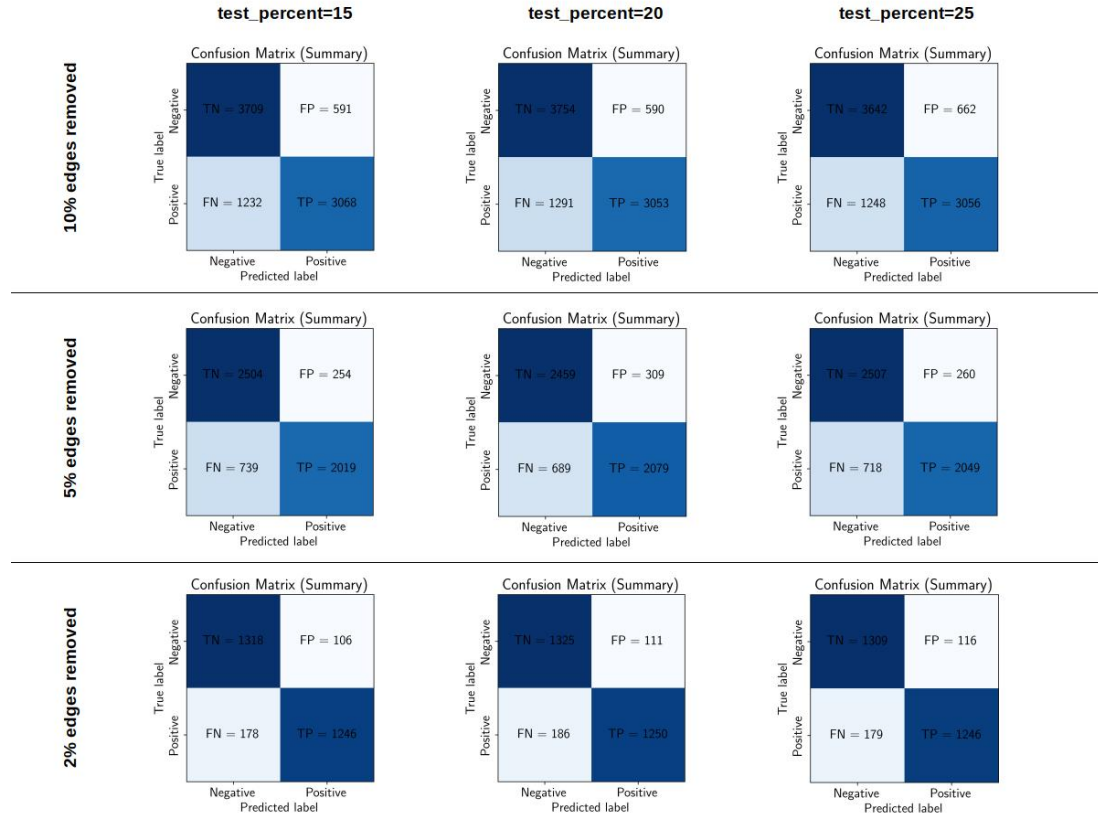 test_percent=15
test_percent=20
test_percent=25
10% edges removed
Confusion Matrix (Summary)
True label
Negative
Positive
TN = 3709
FP = 591
FN = 1232
TP = 3068
Negative
Positive
Predicted label
Confusion Matrix (Summary)
True label
Negative
Positive
TN = 3754
FP = 590
FN = 1291
TP = 3053
Negative
Positive
Predicted label
Confusion Matrix (Summary)
True label
Negative
Positive
TN = 3642
FP = 662
FN = 1248
TP = 3056
Negative
Positive
Predicted label
5% edges removed
Confusion Matrix (Summary)
True label
Negative
Positive
TN = 2504
FP = 254
FN = 739
TP = 2019
Negative
Positive
Predicted label
Confusion Matrix (Summary)
True label
Negative
Positive
TN = 2459
FP = 309
FN = 689
TP = 2079
Negative
Positive
Predicted label
Confusion Matrix (Summary)
True label
Negative
Positive
TN = 2507
FP = 260
FN = 718
TP = 2049
Negative
Positive
Predicted label
2% edges removed
Confusion Matrix (Summary)
True label
Negative
Positive
TN = 1318
FP = 106
FN = 178
TP = 1246
Negative
Positive
Predicted label
Confusion Matrix (Summary)
True label
Negative
Positive
TN = 1325
FP = 111
FN = 186
TP = 1250
Negative
Positive
Predicted label
Confusion Matrix (Summary)
True label
Negative
Positive
TN = 1309
FP = 116
FN = 179
TP = 1246
Negative
Positive
Predicted label